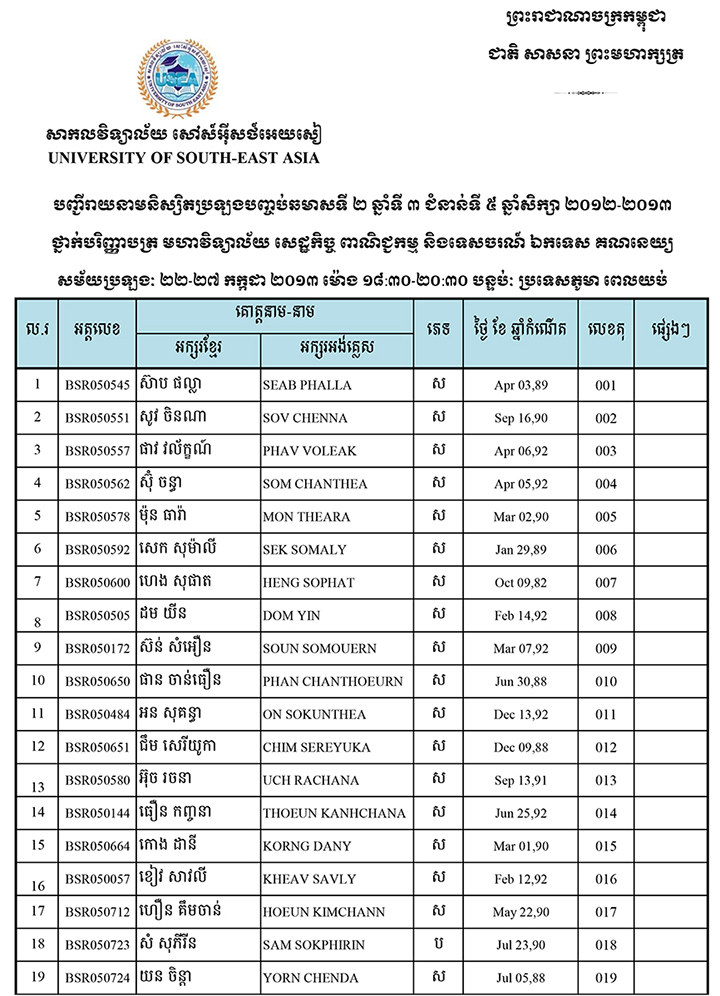 ព្រះរាជាណាចក្រកម្ពុជា
ជាតិ សាសនា ព្រះមហាក្សត្រ
សាកលវិទ្យាល័យ សៅស៍អ៊ីសថ៍អេយសៀ
UNIVERSITY OF SOUTH-EAST ASIA
បញ្ជីរាយនាមនិស្សិតប្រឡងបញ្ចប់ឆមាសទី ២ ឆ្នាំទី ៣ ជំនាន់ទី ៥ ឆ្នាំសិក្សា ២០១២-២០១៣
ថ្នាក់បរិញ្ញាបត្រ មហាវិទ្យាល័យ សេដ្ឋកិច្ច ពាណិជ្ជកម្ម និងទេសចរណ៍ ឯកទេស គណនេយ្យ
សម័យប្រឡង: ២២-២៧ កក្កដា ២០១៣ ម៉ោង ១៨:៣០-២០:៣០ បន្ទប់: ប្រទេសភូមា ពេលយប់
ល.រ អត្តលេខ គោត្តនាម-នាម ភេទ ថ្ងៃ ខែ ឆ្នាំកំណើត លេខតុ ផ្សេងៗ
អក្សរខ្មែរ អក្សរអង់គ្លេស
1 BSR050545 ស៊ាប ផល្លា SEAB PHALLA ស Apr 03,89 001
2 BSR050551 សូវ ចិនណា SOV CHENNA ស Sep 16,90 002
3 BSR050557 ផាវ វល័ក្ខណ៍ PHAV VOLEAK ស Apr 06,92 003
4 BSR050562 ស៊ុំ ចន្ធា SOM CHANTHEA ស Apr 05,92 004
5 BSR050578 ម៉ុន ធារ៉ា MON THEARA ស Mar 02,90 005
6 BSR050592 សេក សុម៉ាលី SEK SOMALY ស Jan 29,89 006
7 BSR050600 ហេង សុផាត HENG SOPHAT ស Oct 09,82 007
8 BSR050505 ដម យីន DOM YIN ស Feb 14,92 008
9 BSR050172 ស៊ន់ សំអឿន SOUN SOMOUERN ស Mar 07,92 009
10 BSR050650 ផាន ចាន់ធឿន PHAN CHANTHOEURN ស Jun 30,88 010
11 BSR050484 អន សុគន្ធា ON SOKUNTHEA ស Dec 13,92 011
12 BSR050651 ជឹម សេរីយូកា CHIM SEREYUKA ស Dec 09,88 012
13 BSR050580 អ៊ុច រចនា UCH RACHANA ស Sep 13,91 013
14 BSR050144 ធឿន កញ្ចនា THOEUN KANHCHANA ស Jun 25,92 014
15 BSR050664 កោង ដានី KORNG DANY ស Mar 01,90 015
16 BSR050057 ខៀវ សាវលី KHEAV SAVLY ស Feb 12,92 016
17 BSR050712 ហឿន គឹមចាន់ HOEUN KIMCHANN ស May 22,90 017
18 BSR050723 សំ សុភីរីន SAM SOKPHIRIN ប Jul 23,90 018
19 BSR050724 យន ចិន្តា YORN CHENDA ស Jul 05,88 019